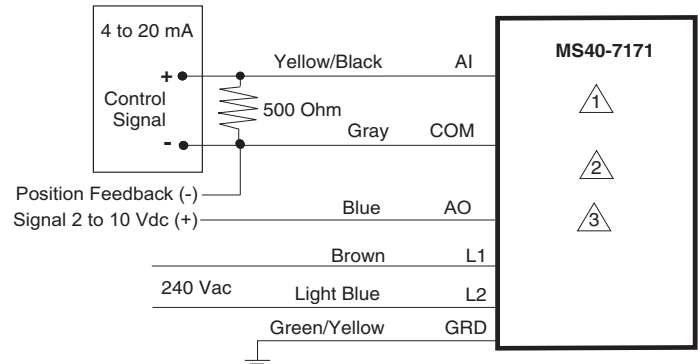 4 to 20 mA
MS40-7171
Yellow/Black AI
+
1
Control
Signal
500 Ohm
Gray COM
-
2
Position Feedback (-)
Signal 2 to 10 Vdc (+)
Blue AO
3
Brown L1
240 Vac
Light Blue L2
Green/Yellow GRD